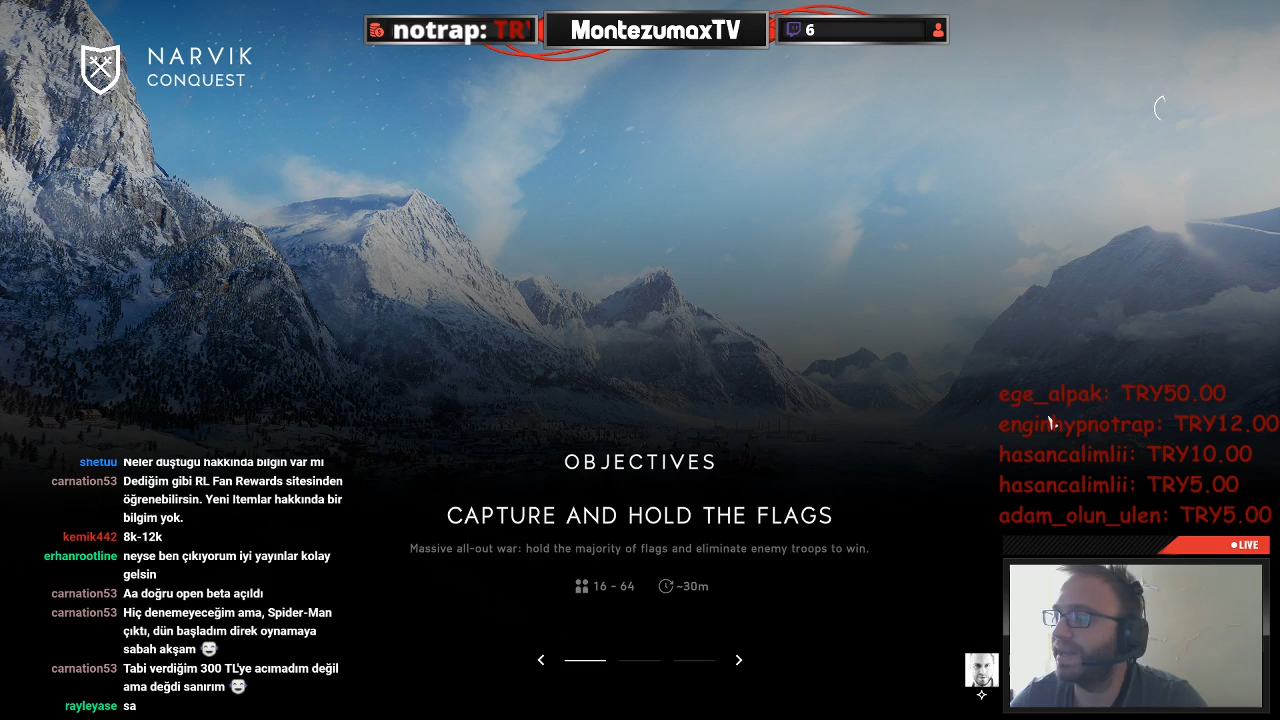 notrap: TR
MontezumaxTV
6
NARVIK
CONQUEST
ege_alpak: TRY50.00
enginhypnotrap: TRY12.00
hasancalimlii: TRY10.00
hasancalimlii: TRY5.00
adam_olun_ulen: TRY5.00
OBJECTIVES
CAPTURE AND HOLD THE FLAGS
Massive all-out war: hold the majority of flags and eliminate enemy troops to win.
16 - 64 ~30m
LIVE
shetuu Neler düştüğü hakkında bilgin var mı
carnation53 Dediğim gibi RL Fan Rewards sitesinden
öğrenebilirsin. Yeni Itemlar hakkında bir
bilgim yok.
kemik442 8k-12k
erhanrootline neyse ben çıkıyorum iyi yayınlar kolay
gelsin
carnation53 Aa doğru open beta açıldı
carnation53 Hiç denemeyeceğim ama, Spider-Man
çıktı, dün başladım direk oynamaya
sabah akşam
carnation53 Tabi verdiğim 300 TL'ye acımadım değil
ama değdi sanırım
rayleyase sa